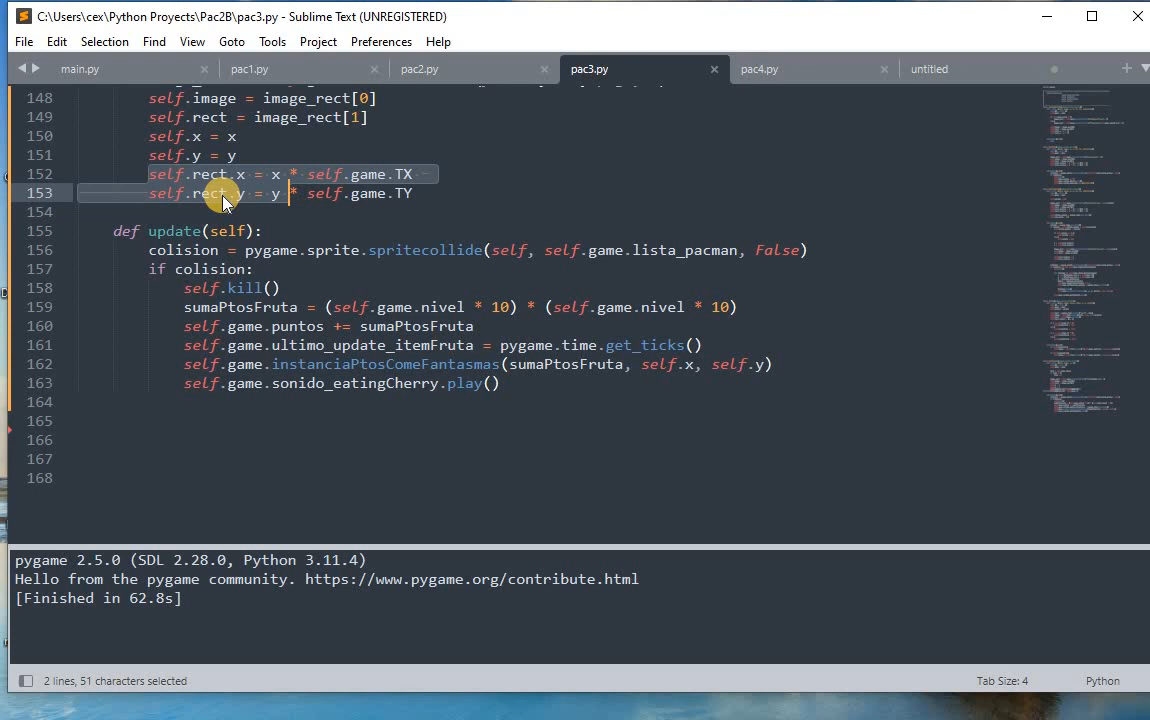 C:\Users\cex\Python Proyects\Pac2B\pac3.py - Sublime Text (UNREGISTERED)
File Edit Selection Find View Goto Tools Project Preferences Help
main.py pac1.py pac2.py pac3.py pac4.py untitled
148 self.image = image_rect[0]
149 self.rect = image_rect[1]
150 self.x = x
151 self.y = y
152 self.rect.x = x * self.game.TX
153 self.rect.y = y * self.game.TY
154
155 def update(self):
156 colision = pygame.sprite.spritecollide(self, self.game.lista_pacman, False)
157 if colision:
158 self.kill()
159 sumaPtosFruta = (self.game.nivel * 10) * (self.game.nivel * 10)
160 self.game.puntos += sumaPtosFruta
161 self.game.ultimo_update_itemFruta = pygame.time.get_ticks()
162 self.game.instanciaPtosComeFantasmas(sumaPtosFruta, self.x, self.y)
163 self.game.sonido_eatingCherry.play()
164
165
166
167
168
pygame 2.5.0 (SDL 2.28.0, Python 3.11.4)
Hello from the pygame community. https://www.pygame.org/contribute.html
[Finished in 62.8s]
2 lines, 51 characters selected Tab Size: 4 Python